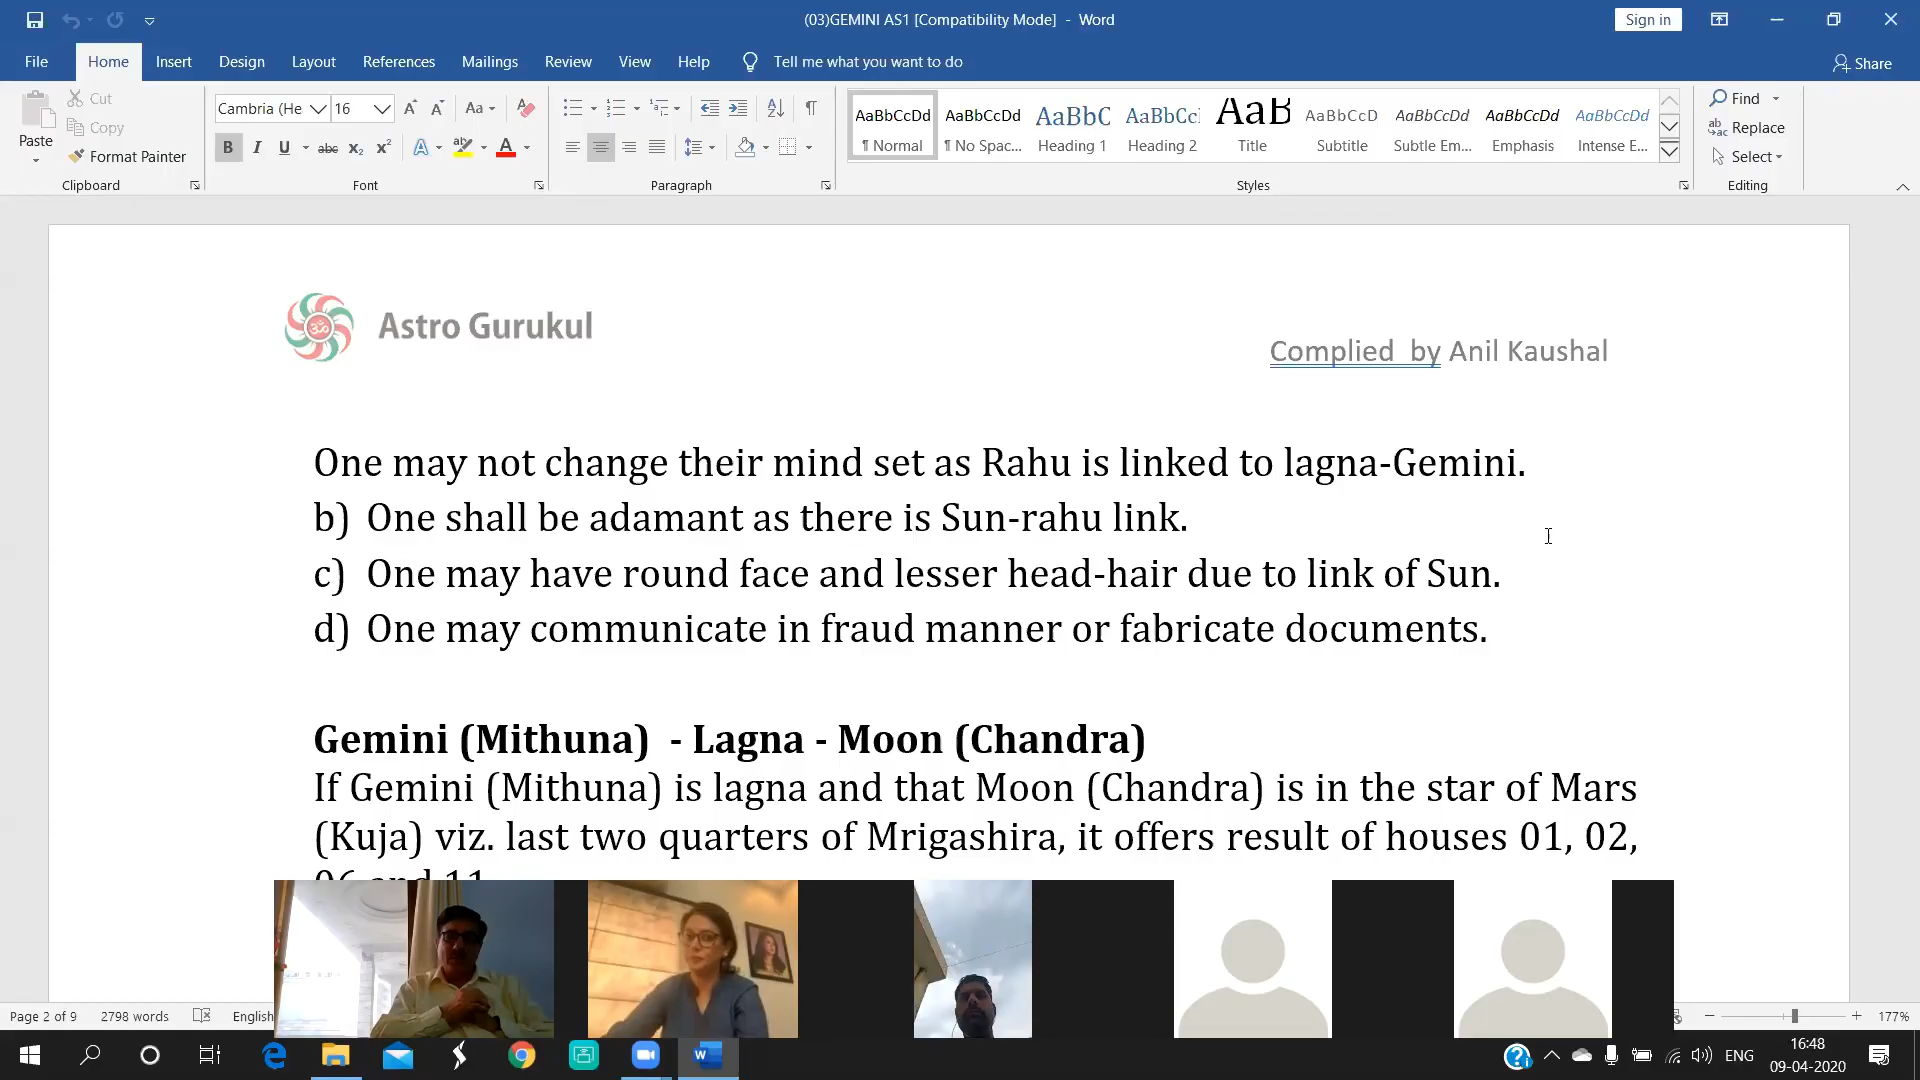 (03)GEMINI AS1 [Compatibility Mode] - Word
Sign in
File Home Insert Design Layout References Mailings Review View Help Tell me what you want to do
Share
Paste
Cut
Copy
Format Painter
Clipboard
Cambria (He 16
Font
Paragraph
AaBbCcDd AaBbCcDd AaBbC AaBbCc AaB AaBbCcD AaBbCcDd AaBbCcDd AaBbCcDd
¶ Normal ¶ No Spac... Heading 1 Heading 2 Title Subtitle Subtle Em... Emphasis Intense E...
Styles
Find
Replace
Select
Editing
Astro Gurukul
Complied by Anil Kaushal
One may not change their mind set as Rahu is linked to lagna-Gemini.
b) One shall be adamant as there is Sun-rahu link.
c) One may have round face and lesser head-hair due to link of Sun.
d) One may communicate in fraud manner or fabricate documents.
Gemini (Mithuna) - Lagna - Moon (Chandra)
If Gemini (Mithuna) is lagna and that Moon (Chandra) is in the star of Mars
(Kuja) viz. last two quarters of Mrigashira, it offers result of houses 01, 02,
06 and 11
Page 2 of 9 2798 words English
177%
ENG
16:48
09-04-2020